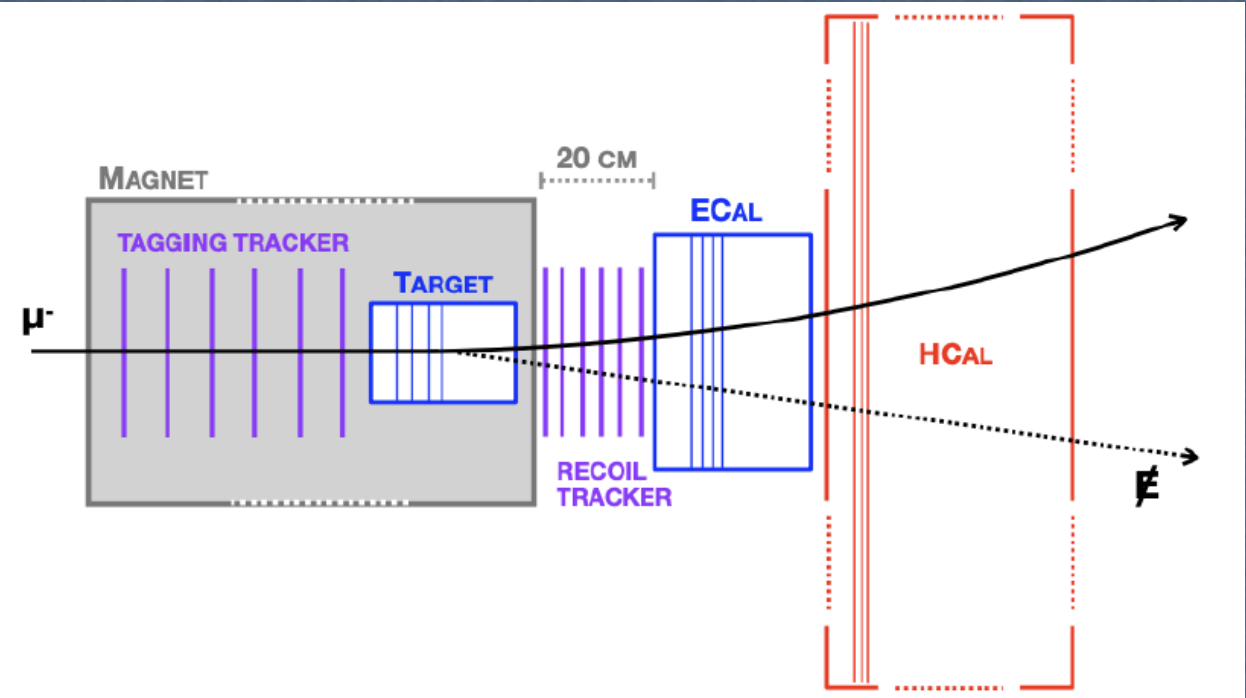 20 CM
MAGNET
ECAL
TAGGING TRACKER
TARGET
μ-
HCAL
RECOIL
TRACKER
E̸